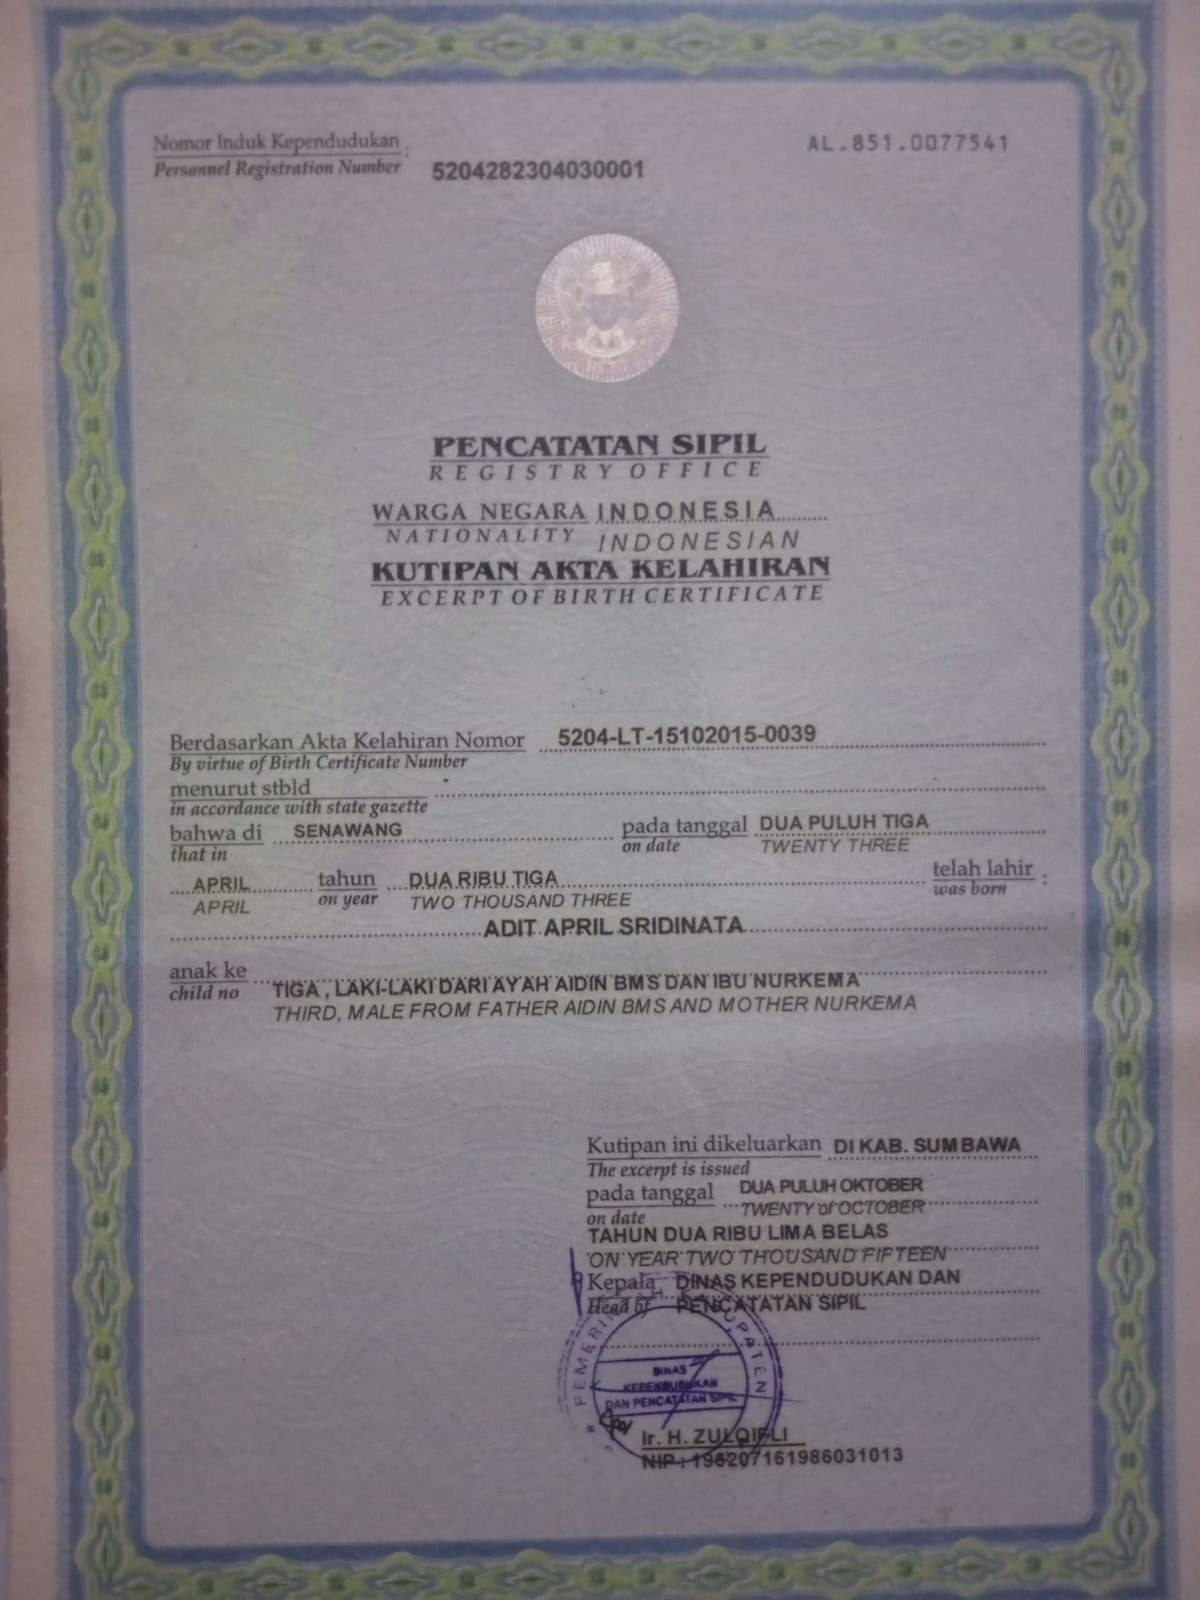 Nomor Induk Kependudukan :
Personnel Registration Number
5204282304030001
AL.851.0077541
PENCATATAN SIPIL
REGISTRY OFFICE
WARGA NEGARA INDONESIA
NATIONALITY INDONESIAN
KUTIPAN AKTA KELAHIRAN
EXCERPT OF BIRTH CERTIFICATE
Berdasarkan Akta Kelahiran Nomor 5204-LT-15102015-0039
By virtue of Birth Certificate Number
menurut stbld -
in accordance with state gazette
bahwa di SENAWANG pada tanggal DUA PULUH TIGA
that in on date TWENTY THREE
APRIL tahun DUA RIBU TIGA telah lahir :
APRIL on year TWO THOUSAND THREE was born
ADIT APRIL SRIDINATA
anak ke TIGA , LAKI-LAKI DARI AYAH AIDIN BMS DAN IBU NURKEMA
child no THIRD, MALE FROM FATHER AIDIN BMS AND MOTHER NURKEMA
Kutipan ini dikeluarkan DI KAB. SUMBAWA
The excerpt is issued
pada tanggal DUA PULUH OKTOBER
on date TWENTY of OCTOBER
TAHUN DUA RIBU LIMA BELAS
ON YEAR TWO THOUSAND FIFTEEN
Kepala DINAS KEPENDUDUKAN DAN
Head of PENCATATAN SIPIL
DINAS
KEPENDUDUKAN
DAN PENCATATAN SIPIL
Ir. H. ZULQIFLI
NIP : 196207161986031013